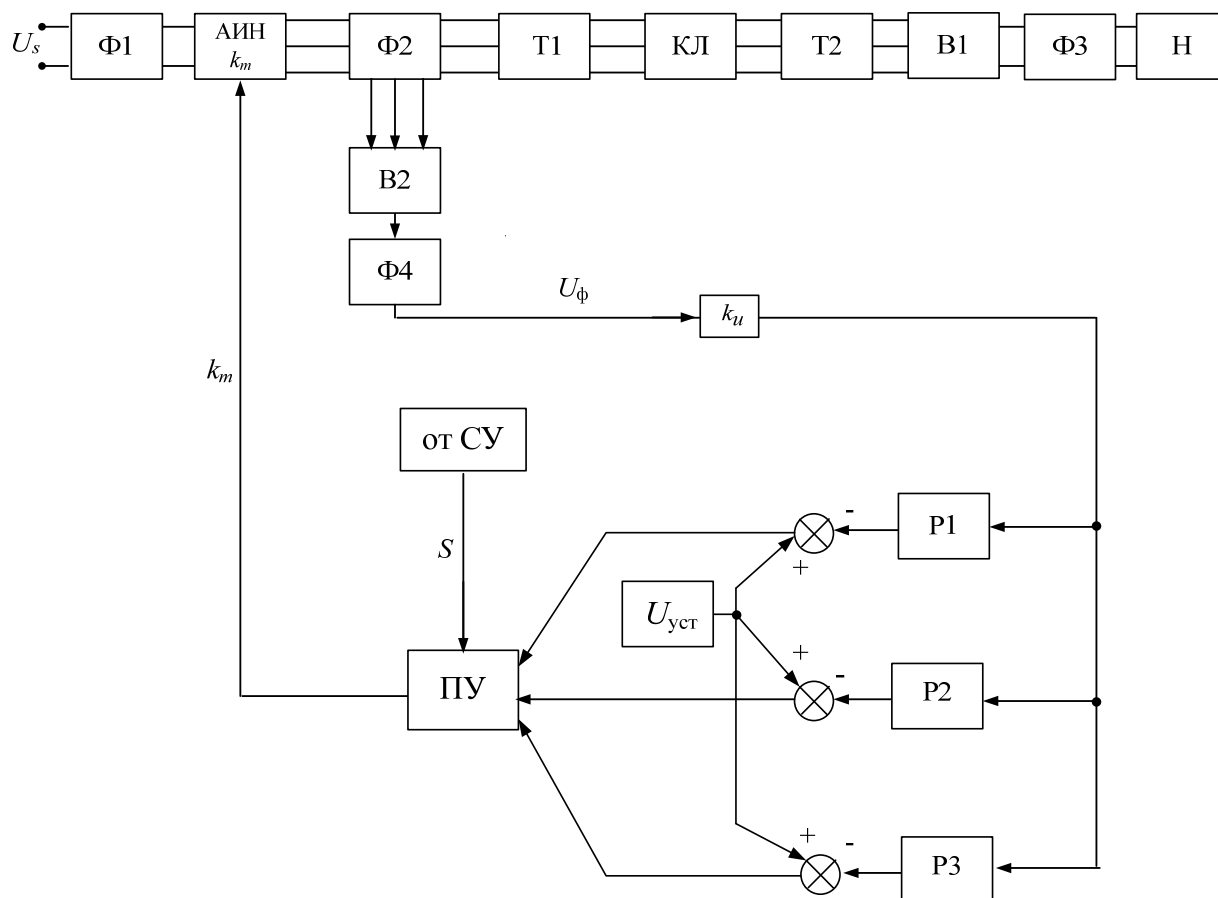 U_s
Ф1
АИН
k_m
Ф2
Т1
КЛ
Т2
В1
Ф3
Н
В2
Ф4
U_ф
k_u
k_m
от СУ
S
-
Р1
+
U_уст
+
-
ПУ
Р2
+
-
Р3